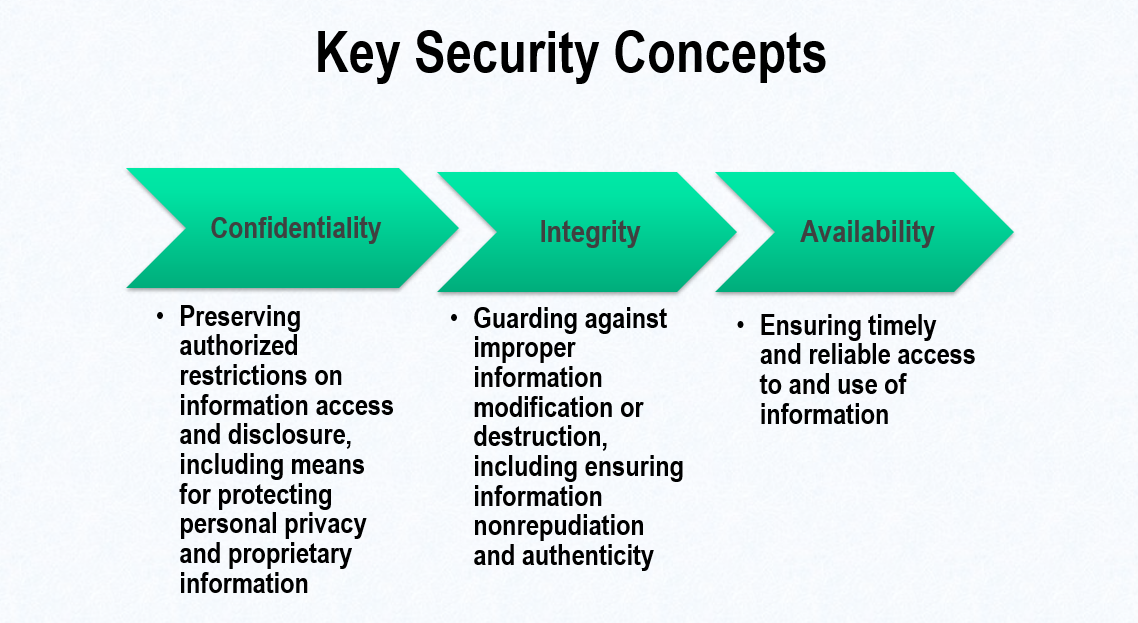 Key Security Concepts
Confidentiality
• Preserving
authorized
restrictions on
information access
and disclosure,
including means
for protecting
personal privacy
and proprietary
information
Integrity
• Guarding against
improper
information
modification or
destruction,
including ensuring
information
nonrepudiation
and authenticity
Availability
• Ensuring timely
and reliable access
to and use of
information